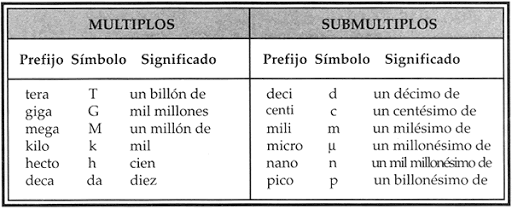 MULTIPLOS SUBMULTIPLOS
Prefijo Símbolo Significado Prefijo Símbolo Significado
tera T un billón de deci d un décimo de
giga G mil millones centi c un centésimo de
mega M un millón de mili m un milésimo de
kilo k mil micro µ un millonésimo de
hecto h cien nano n un mil millonésimo de
deca da diez pico p un billonésimo de